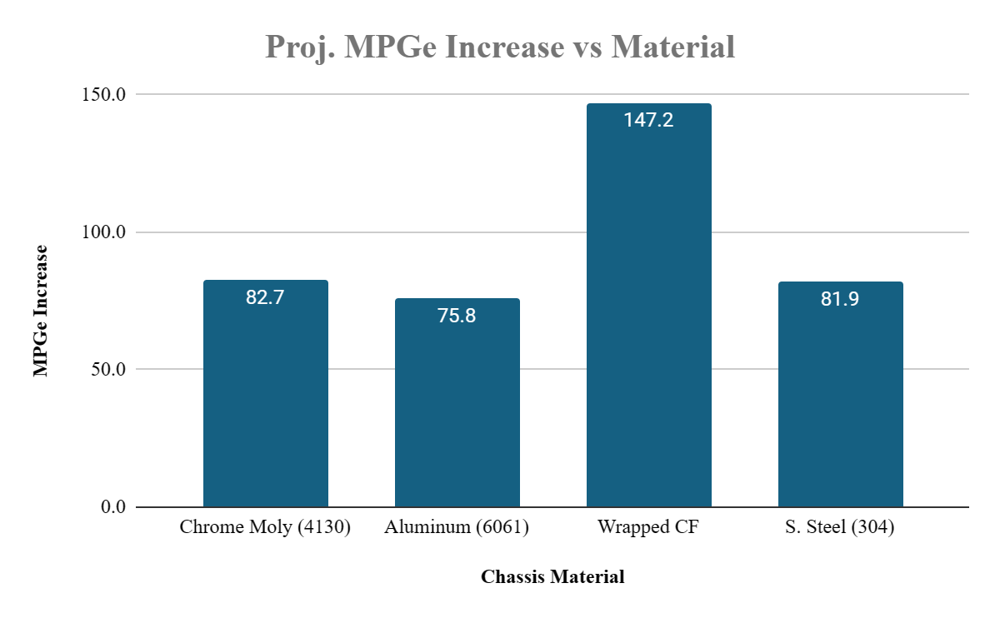 Proj. MPGe Increase vs Material
150.0
100.0
50.0
0.0
MPGe Increase
147.2
82.7
75.8
81.9
Chrome Moly (4130)
Aluminum (6061)
Wrapped CF
S. Steel (304)
Chassis Material